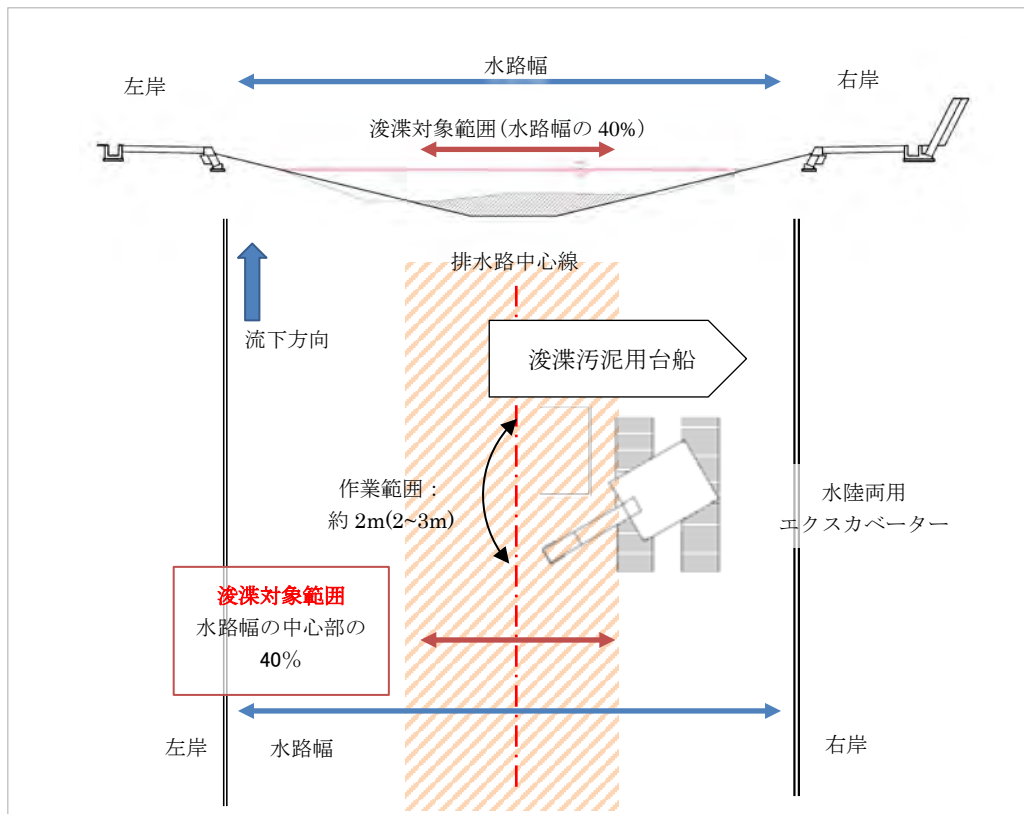 水路幅
左岸
右岸
浚渫対象範囲(水路幅の 40%)
排水路中心線
流下方向
浚渫汚泥用台船
作業範囲：
約 2m(2~3m)
水陸両用
エクスカベーター
浚渫対象範囲
水路幅の中心部の
40%
左岸
水路幅
右岸